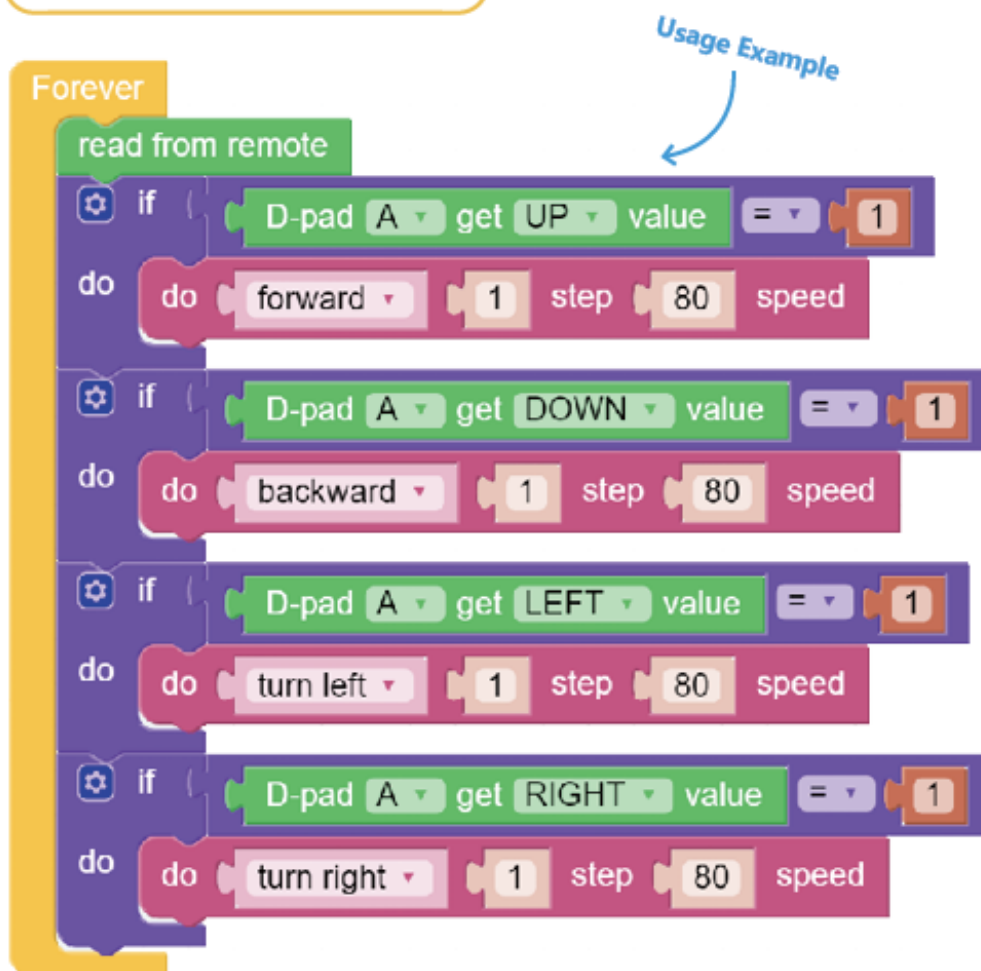 Usage Example
Forever
read from remote
if D-pad A get UP value = 1
do do forward 1 step 80 speed
if D-pad A get DOWN value = 1
do do backward 1 step 80 speed
if D-pad A get LEFT value = 1
do do turn left 1 step 80 speed
if D-pad A get RIGHT value = 1
do do turn right 1 step 80 speed